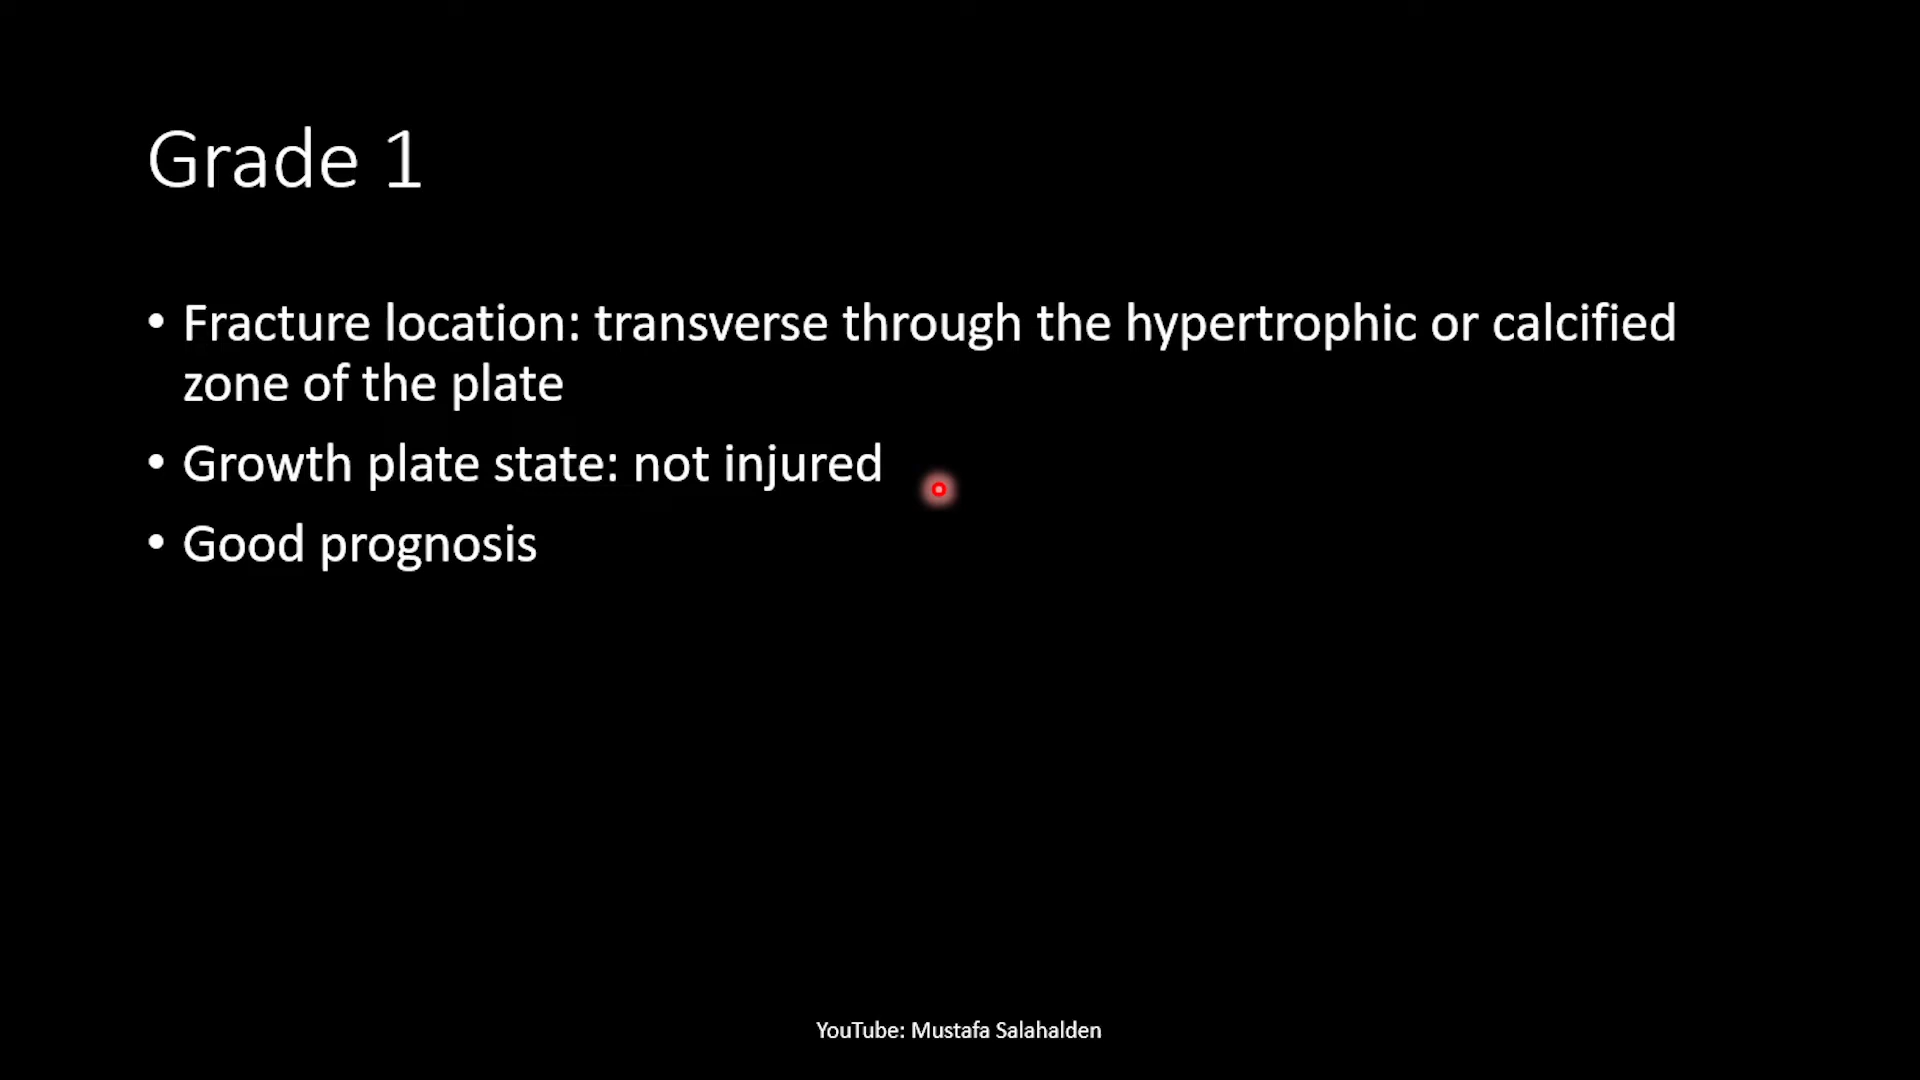 Grade 1
• Fracture location: transverse through the hypertrophic or calcified
zone of the plate
• Growth plate state: not injured
• Good prognosis
YouTube: Mustafa Salahalden